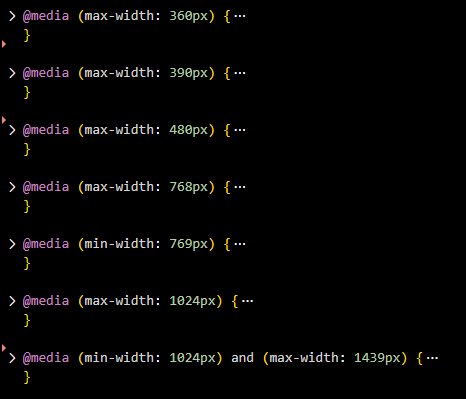 @media (max-width: 360px) {···
}
@media (max-width: 390px) {···
}
@media (max-width: 480px) {···
}
@media (max-width: 768px) {···
}
@media (min-width: 769px) {···
}
@media (max-width: 1024px) {···
}
@media (min-width: 1024px) and (max-width: 1439px) {···
}